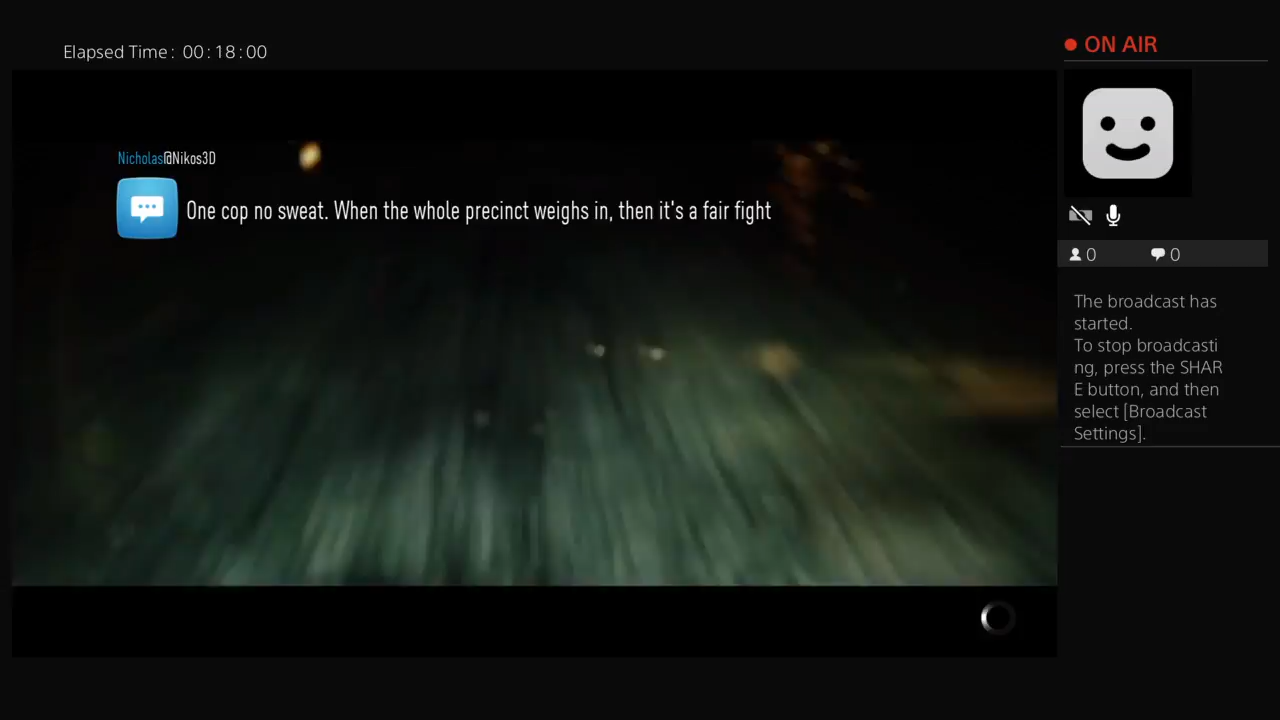 Elapsed Time: 00:18:00
ON AIR
Nicholas@Nikos3D
One cop no sweat. When the whole precinct weighs in, then it's a fair fight
0 0
The broadcast has
started.
To stop broadcasti
ng, press the SHAR
E button, and then
select [Broadcast
Settings].